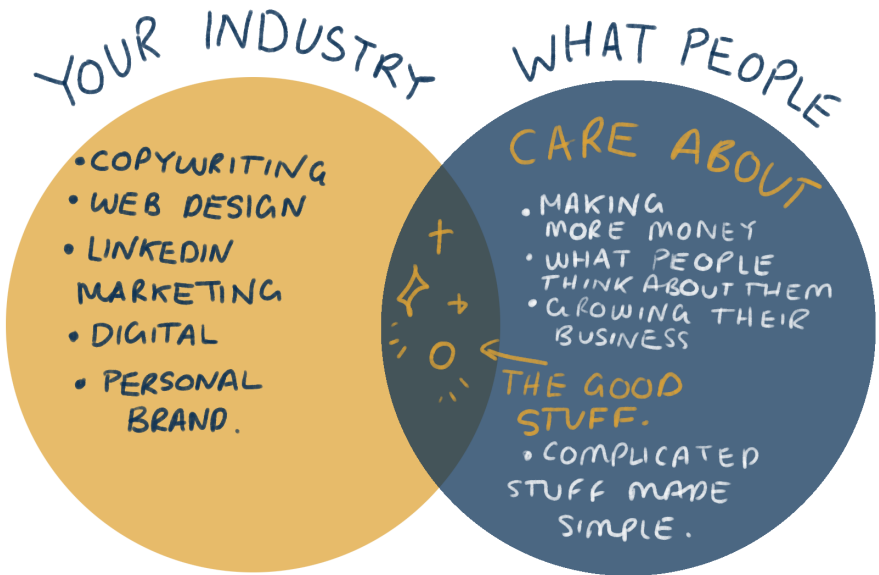 YOUR INDUSTRY
• COPYWRITING
• WEB DESIGN
• LINKEDIN
MARKETING
• DIGITAL
• PERSONAL
BRAND.
WHAT PEOPLE
CARE ABOUT
• MAKING
MORE MONEY
• WHAT PEOPLE
THINK ABOUT THEM
• GROWING THEIR
BUSINESS
THE GOOD
STUFF.
• COMPLICATED
STUFF MADE
SIMPLE.